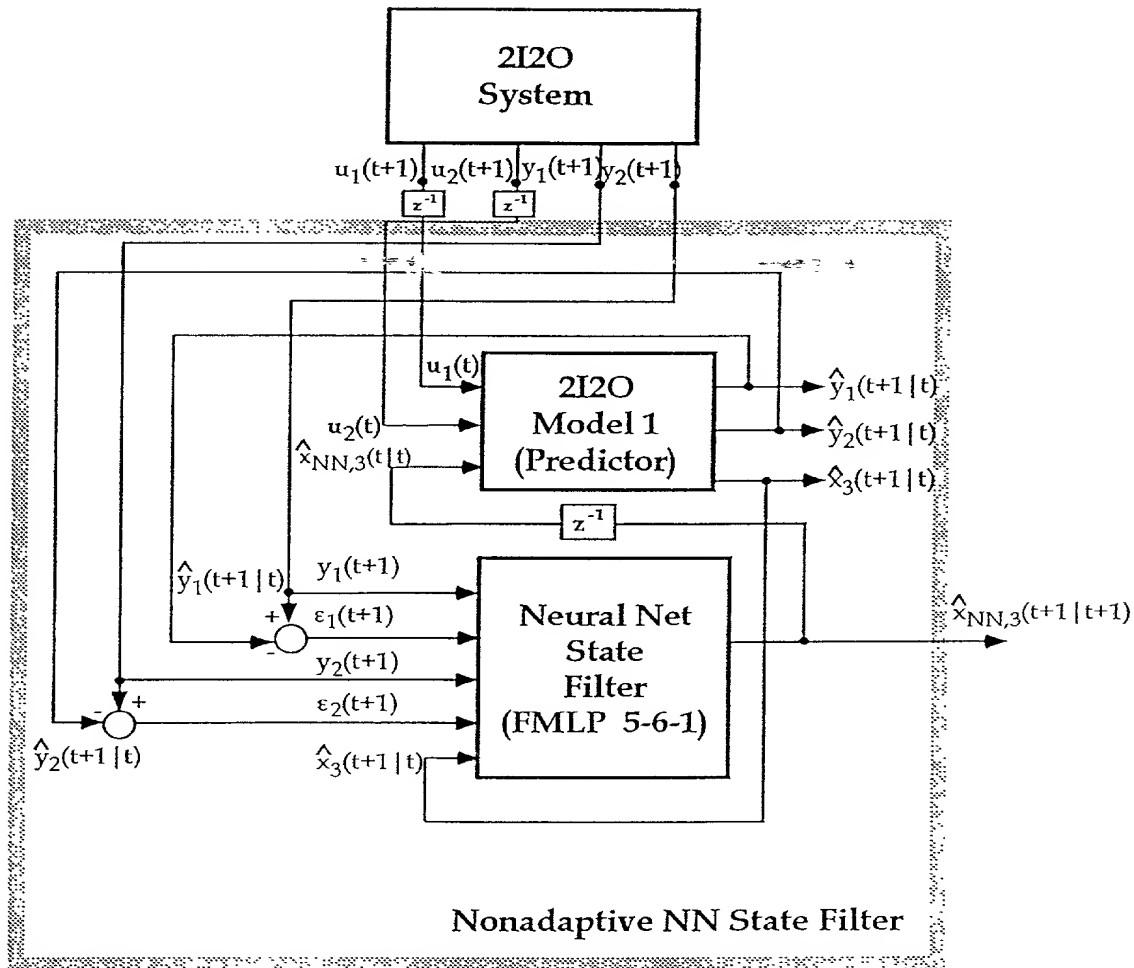 2I2O
System
u₁(t+1) u₂(t+1) y₁(t+1) y₂(t+1)
z⁻¹ z⁻¹
u₁(t)
u₂(t)
x̂NN,3(t|t)
2I2O
Model 1
(Predictor)
ŷ₁(t+1|t)
ŷ₂(t+1|t)
x̂₃(t+1|t)
z⁻¹
ŷ₁(t+1|t)
y₁(t+1)
+
-
ε₁(t+1)
y₂(t+1)
-
+
ε₂(t+1)
ŷ₂(t+1|t)
x̂₃(t+1|t)
Neural Net
State
Filter
(FMLP 5-6-1)
x̂NN,3(t+1|t+1)
Nonadaptive NN State Filter